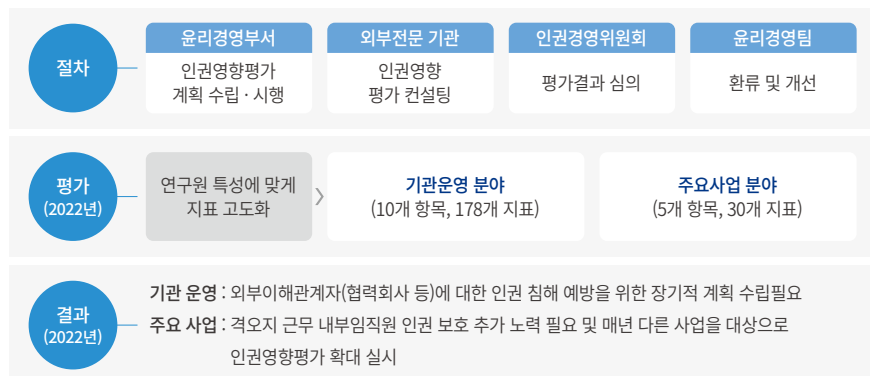 절차
윤리경영부서
인권영향평가
계획 수립 · 시행
외부전문 기관
인권영향
평가 컨설팅
인권경영위원회
평가결과 심의
윤리경영팀
환류 및 개선
평가
(2022년)
연구원 특성에 맞게
지표 고도화
기관운영 분야
(10개 항목, 178개 지표)
주요사업 분야
(5개 항목, 30개 지표)
결과
(2022년)
기관 운영 : 외부이해관계자(협력회사 등)에 대한 인권 침해 예방을 위한 장기적 계획 수립필요
주요 사업 : 격오지 근무 내부임직원 인권 보호 추가 노력 필요 및 매년 다른 사업을 대상으로
인권영향평가 확대 실시